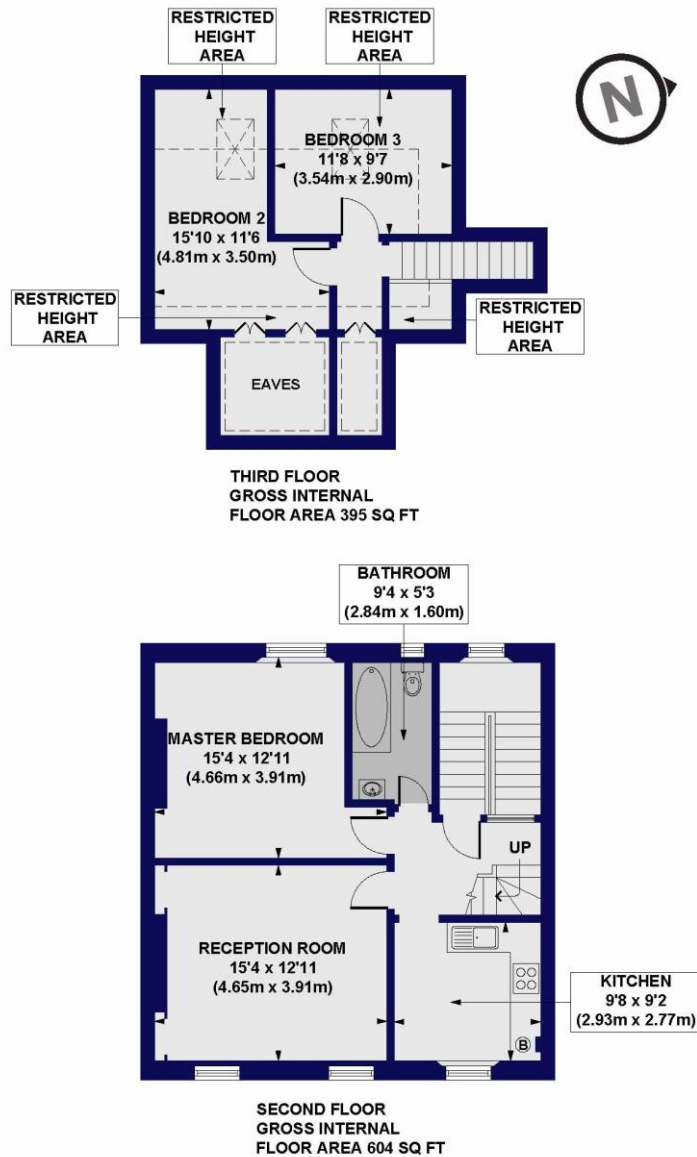 RESTRICTED
HEIGHT
AREA
RESTRICTED
HEIGHT
AREA
N
BEDROOM 3
11'8 x 9'7
(3.54m x 2.90m)
BEDROOM 2
15'10 x 11'6
(4.81m x 3.50m)
RESTRICTED
HEIGHT
AREA
RESTRICTED
HEIGHT
AREA
EAVES
THIRD FLOOR
GROSS INTERNAL
FLOOR AREA 395 SQ FT
BATHROOM
9'4 x 5'3
(2.84m x 1.60m)
MASTER BEDROOM
15'4 x 12'11
(4.66m x 3.91m)
UP
RECEPTION ROOM
15'4 x 12'11
(4.65m x 3.91m)
KITCHEN
9'8 x 9'2
(2.93m x 2.77m)
B
SECOND FLOOR
GROSS INTERNAL
FLOOR AREA 604 SQ FT